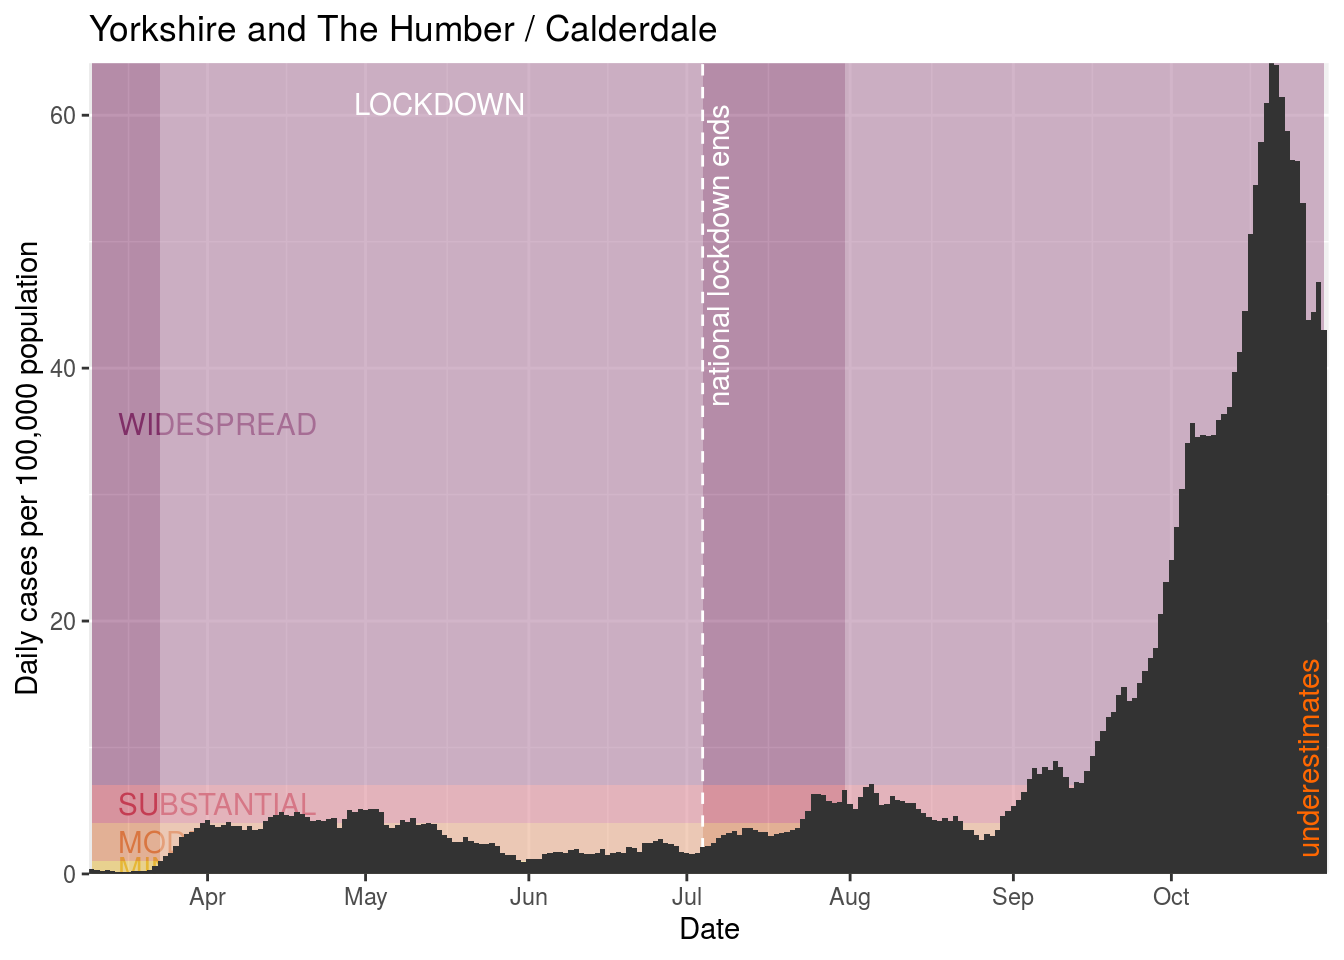 Yorkshire and The Humber / Calderdale
Daily cases per 100,000 population
60
40
20
0
LOCKDOWN
national lockdown ends
WIDESPREAD
SUBSTANTIAL
underestimates
Apr
May
Jun
Jul
Aug
Sep
Oct
Date